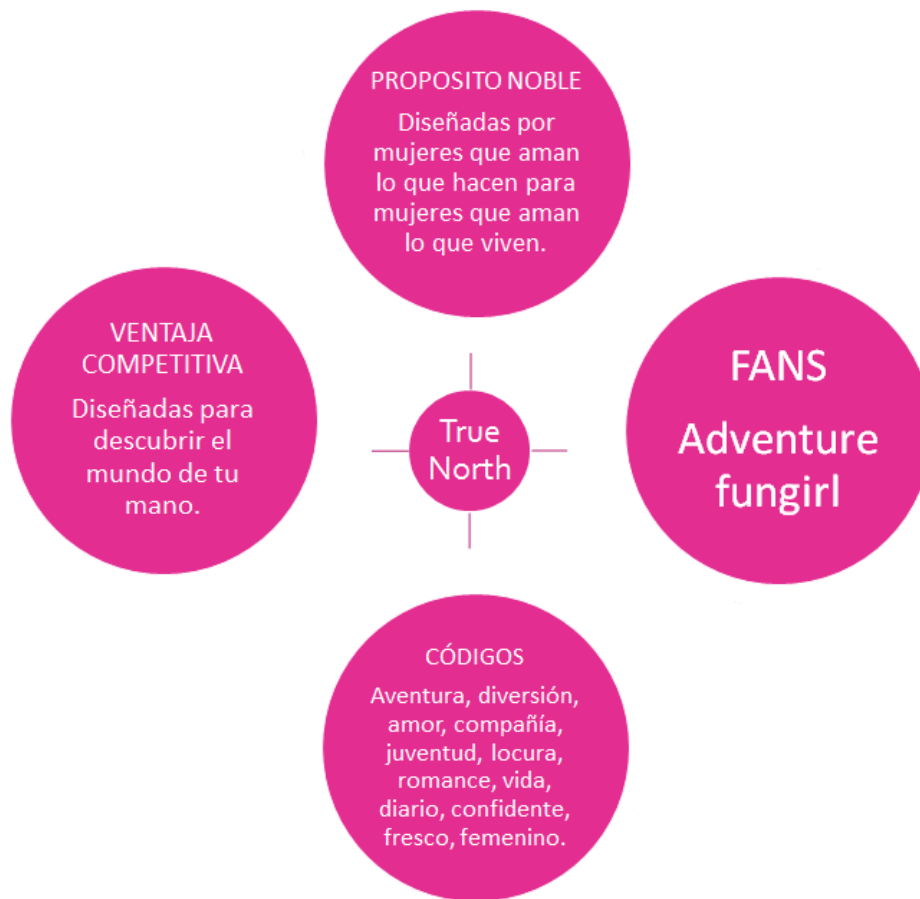 PROPOSITO NOBLE
Diseñadas por
mujeres que aman
lo que hacen para
mujeres que aman
lo que viven.
VENTAJA
COMPETITIVA
Diseñadas para
descubrir el
mundo de tu
mano.
True
North
FANS
Adventure
fungirl
CÓDIGOS
Aventura, diversión,
amor, compañía,
juventud, locura,
romance, vida,
diario, confidente,
fresco, femenino.